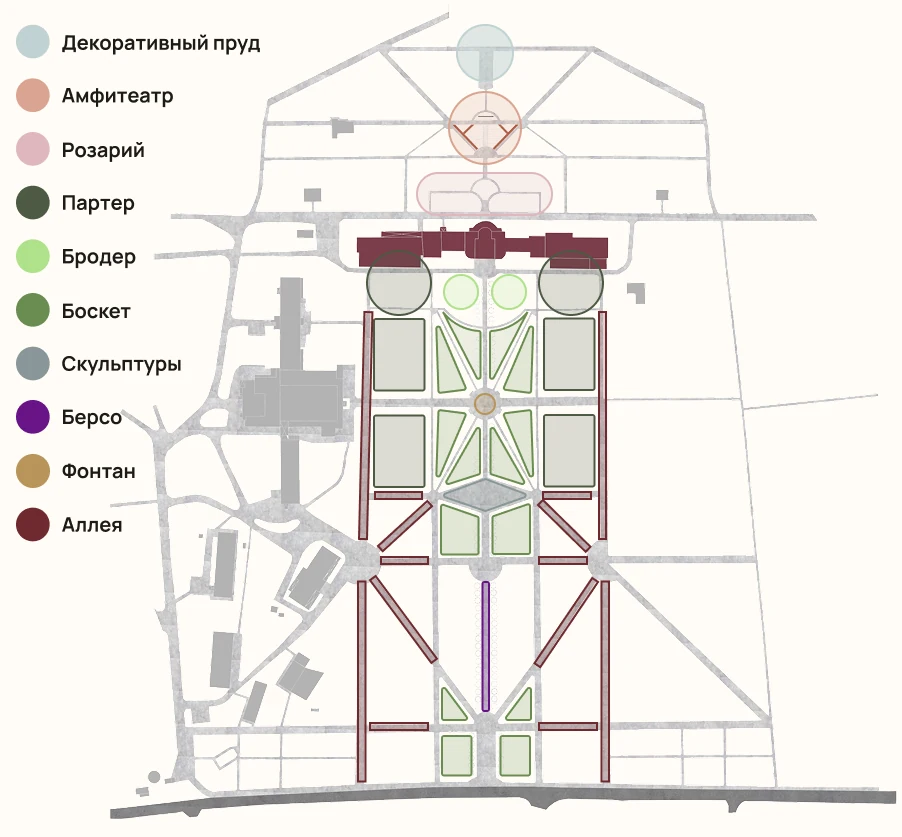 Декоративный пруд
Амфитеатр
Розарий
Партер
Бродер
Боскет
Скульптуры
Берсо
Фонтан
Аллея